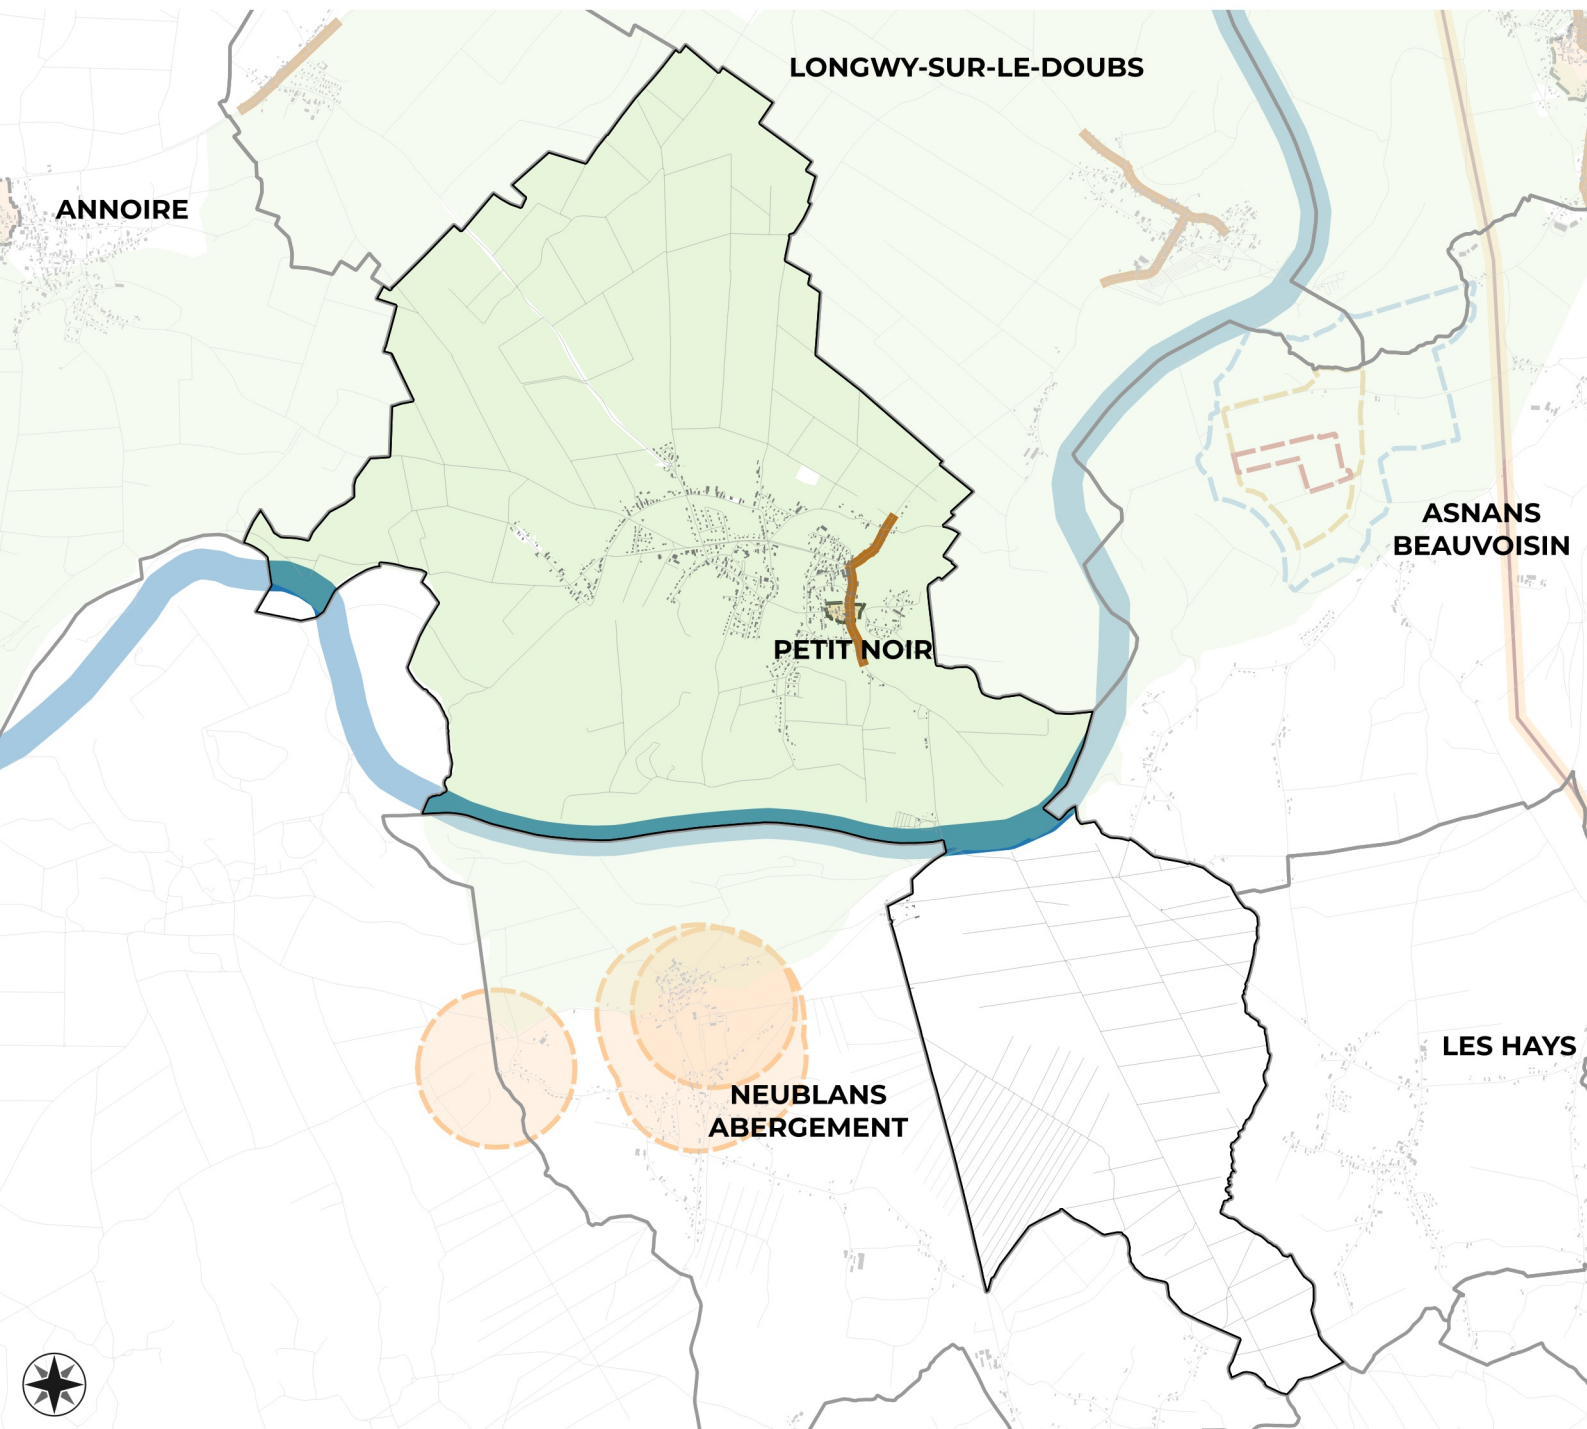 LONGWY-SUR-LE-DOUBS
ANNOIRE
ASNANS
BEAUVOISIN
PETIT NOIR
LES HAYS
NEUBLANS
ABERGEMENT